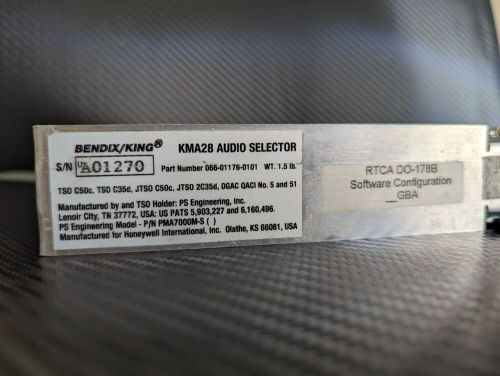 BENDIX/KING® KMA28 AUDIO SELECTOR
S/N UA01270 Part Number 066-01176-0101 WT. 1.5 lb.
TSO C50c, TSO C35d, JTSO C50c, JTSO 2C35d, DGAC QACI No. 5 and 51
Manufactured by and TSO Holder: PS Engineering, Inc.
Lenoir City, TN 37772, USA: US PATS 5,903,227 and 6,160,496.
PS Engineering Model - P/N PMA7000M-S ( )
Manufactured for Honeywell International, Inc. Olathe, KS 66061, USA
RTCA DO-178B
Software Configuration
_GBA